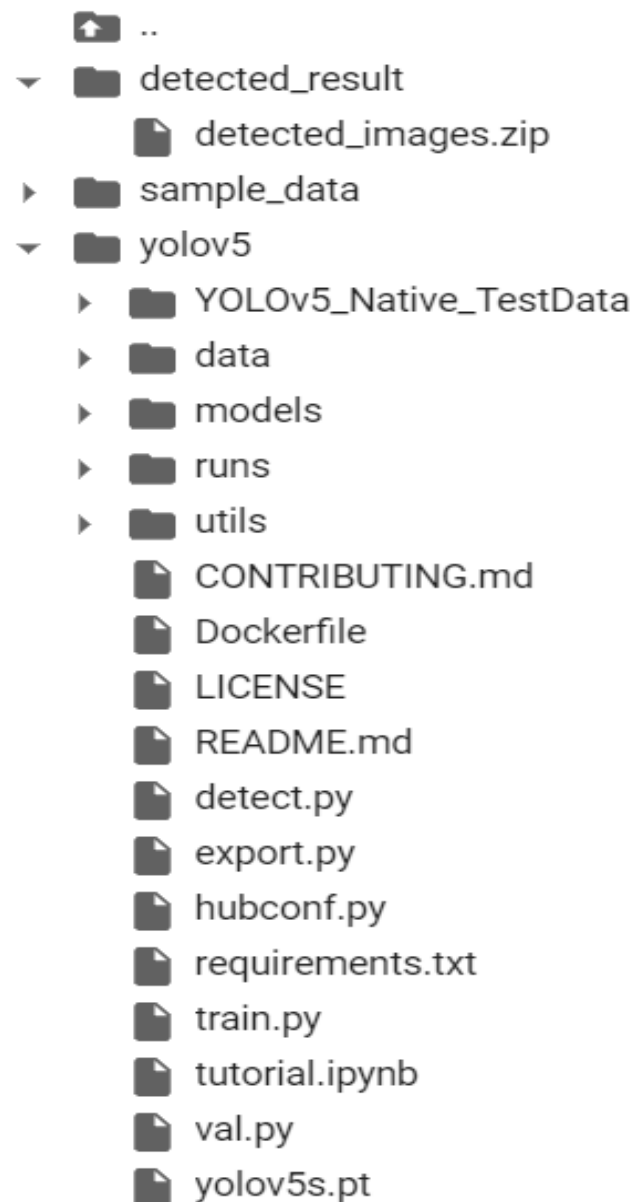 ..
detected_result
detected_images.zip
sample_data
yolov5
YOLOv5_Native_TestData
data
models
runs
utils
CONTRIBUTING.md
Dockerfile
LICENSE
README.md
detect.py
export.py
hubconf.py
requirements.txt
train.py
tutorial.ipynb
val.py
yolov5s.pt